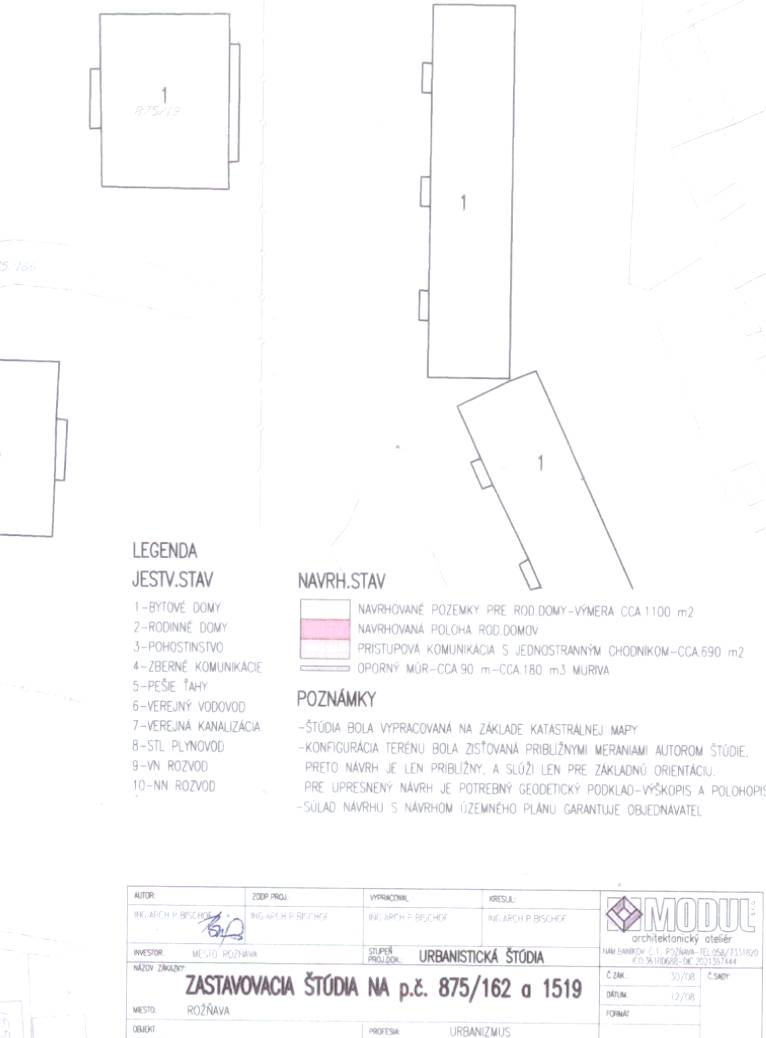 1
875/19
1
1
LEGENDA
JESTV.STAV
1-BYTOVÉ DOMY
2-RODINNÉ DOMY
3-POHOSTINSTVO
4-ZBERNÉ KOMUNIKÁCIE
5-PEŠIE ŤAHY
6-VEREJNÝ VODOVOD
7-VEREJNÁ KANALIZÁCIA
8-STL PLYNOVOD
9-VN ROZVOD
10-NN ROZVOD
NAVRH.STAV
NAVRHOVANÉ POZEMKY PRE ROD.DOMY-VÝMERA CCA 1100 m2
NAVRHOVANÁ POLOHA ROD.DOMOV
PRISTUPOVÁ KOMUNIKÁCIA S JEDNOSTRANNÝM CHODNÍKOM-CCA.690 m2
OPORNÝ MÚR-CCA 90 m-CCA.180 m3 MURIVA
POZNÁMKY
-ŠTÚDIA BOLA VYPRACOVANÁ NA ZÁKLADE KATASTRÁLNEJ MAPY
-KONFIGURÁCIA TERÉNU BOLA ZISŤOVANÁ PRIBLIŽNÝMI MERANIAMI AUTOROM ŠTÚDIE,
PRETO NÁVRH JE LEN PRIBLIŽNÝ, A SLÚŽI LEN PRE ZÁKLADNÚ ORIENTÁCIU.
PRE UPRESNENÝ NÁVRH JE POTREBNÝ GEODETICKÝ PODKLAD-VÝŠKOPIS A POLOHOPIS
-SÚLAD NÁVRHU S NÁVRHOM ÚZEMNÉHO PLÁNU GARANTUJE OBJEDNÁVATEL
AUTOR: ZODP.PROJ. VYPRACOVAL KRESLIL:
ING.ARCH P.BISCHOF ING.ARCH P.BISCHOF ING.ARCH P.BISCHOF ING.ARCH P.BISCHOF
MODUL s.r.o.
architektonický ateliér
INVESTOR: MESTO ROŽŇAVA STUPEŇ PROJ.DOK. URBANISTICKÁ ŠTÚDIA
NÁZOV ZÁKAZKY:
ZASTAVOVACIA ŠTÚDIA NA p.č. 875/162 a 1519
Č.ZÁK. 30/08 Č.SADY
DÁTUM: 12/08
FORMÁT
MIESTO: ROŽŇAVA
OBJEKT PROFESIA: URBANIZMUS